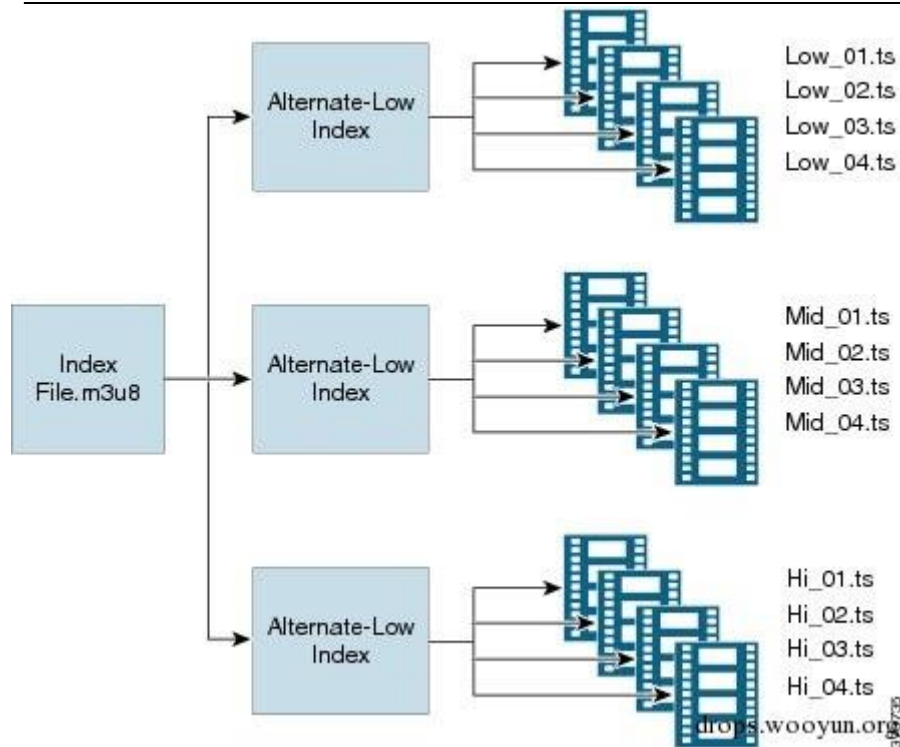 Alternate-Low
Index
Low_01.ts
Low_02.ts
Low_03.ts
Low_04.ts
Index
File.m3u8
Alternate-Low
Index
Mid_01.ts
Mid_02.ts
Mid_03.ts
Mid_04.ts
Alternate-Low
Index
Hi_01.ts
Hi_02.ts
Hi_03.ts
Hi_04.ts
drops.wooyun.org